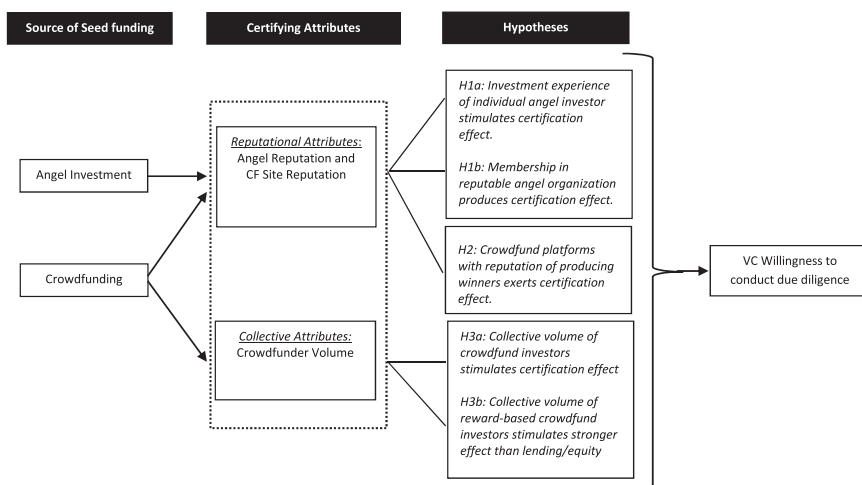 Source of Seed funding
Certifying Attributes
Hypotheses
Angel Investment
Crowdfunding
Reputational Attributes:
Angel Reputation and
CF Site Reputation
Collective Attributes:
Crowdfunder Volume
H1a: Investment experience
of individual angel investor
stimulates certification
effect.
H1b: Membership in
reputable angel organization
produces certification effect.
H2: Crowdfund platforms
with reputation of producing
winners exerts certification
effect.
H3a: Collective volume of
crowdfund investors
stimulates certification effect
H3b: Collective volume of
reward-based crowdfund
investors stimulates stronger
effect than lending/equity
VC Willingness to
conduct due diligence